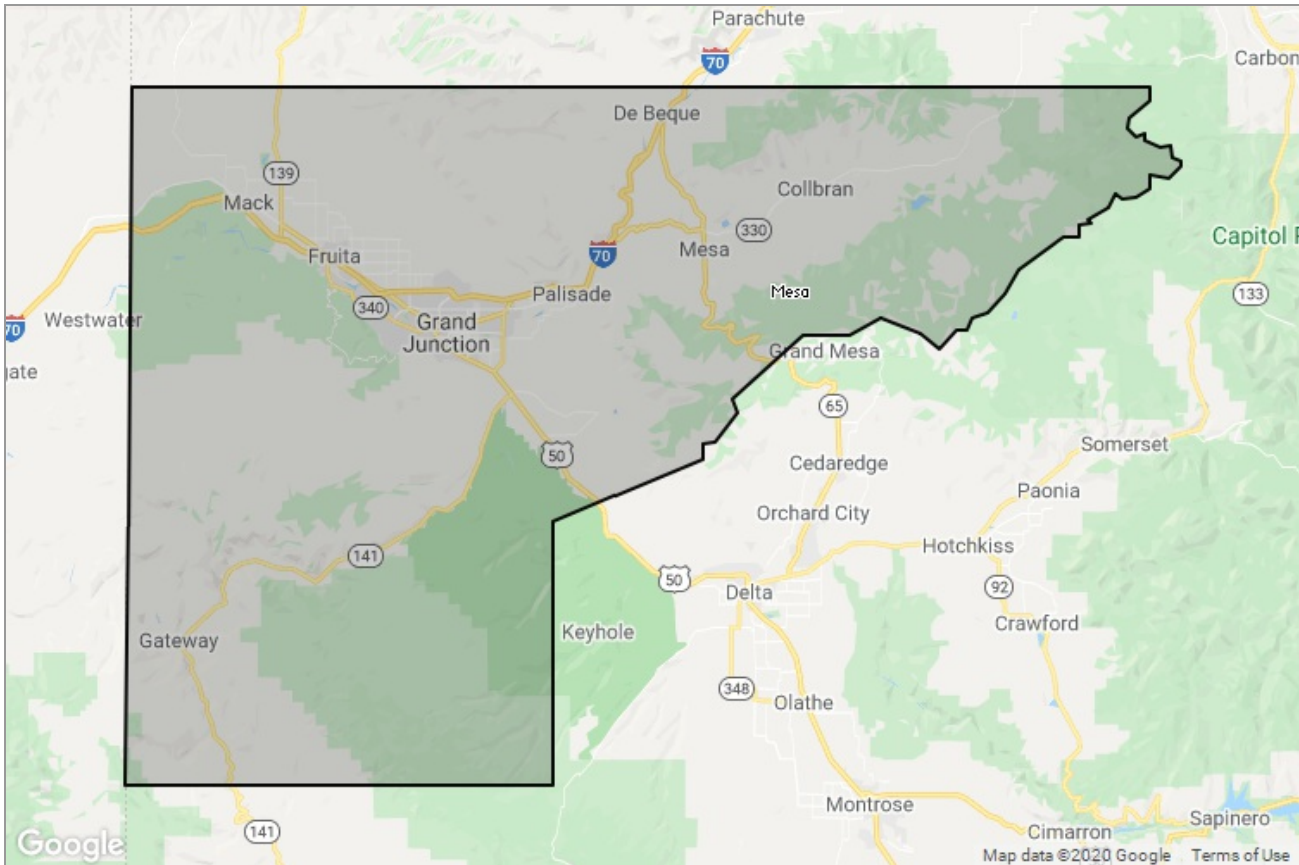 Parachute
70
Carbon
De Beque
139
Collbran
Mack
330
Mesa
Capitol
Fruita
70
Palisade
Mesa
133
340
Westwater
70
Grand
Junction
Grand Mesa
gate
65
Somerset
50
Cedaredge
Paonia
Orchard City
Hotchkiss
141
50
Delta
92
Crawford
Keyhole
Gateway
348
Olathe
Montrose
141
Cimarron
Sapinero
Google
Map data ©2020 Google
Terms of Use